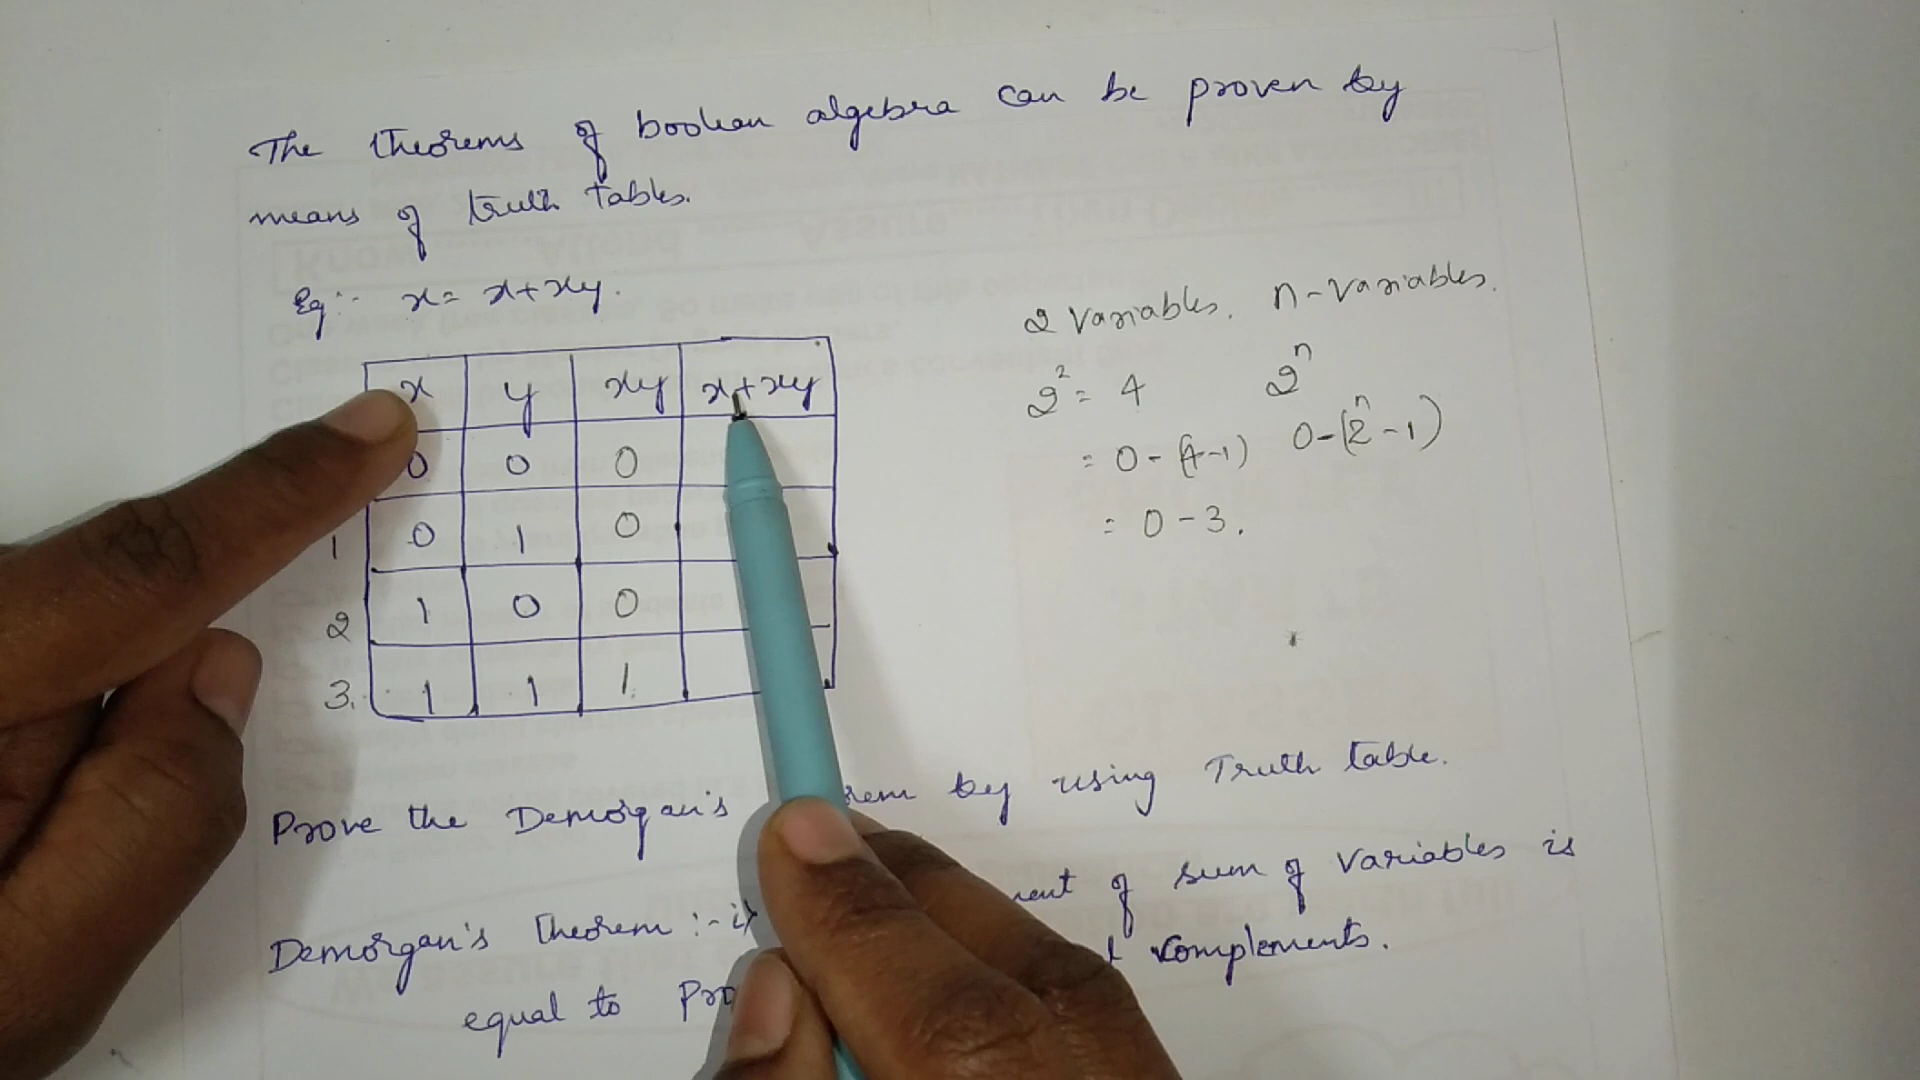 The theorems of boolean algebra can be proven by
means of truth tables.
Eg:- x = x+xy.
2 variables. n-variables.
2² = 4 2ⁿ
= 0-(4-1) 0-(2ⁿ-1)
= 0-3.
x y xy x+xy
0 0 0
1 0 1 0
2 1 0 0
3. 1 1 1
Prove the Demorgan's by using Truth table.
Demorgan's theorem :- of sum of variables is
equal to complements.